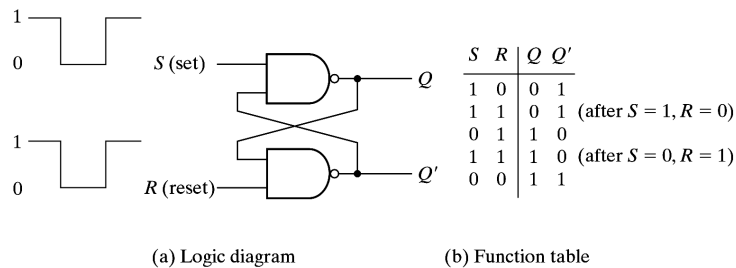 1
0
S (set)
Q
1
0
R (reset)
Q'
S R Q Q'
1 0 0 1
1 1 0 1 (after S = 1, R = 0)
0 1 1 0
1 1 1 0 (after S = 0, R = 1)
0 0 1 1
(a) Logic diagram
(b) Function table